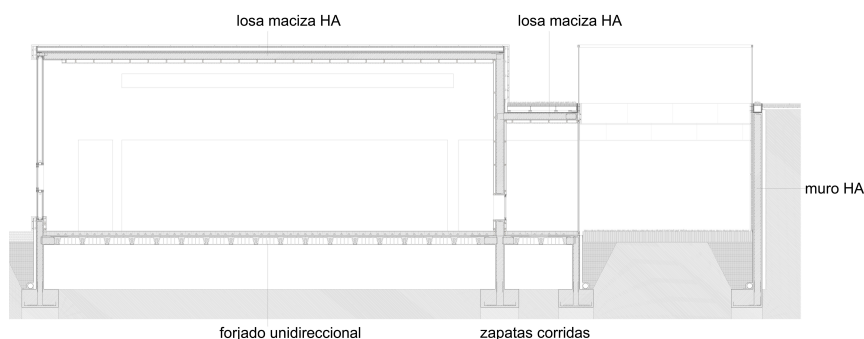 losa maciza HA
losa maciza HA
muro HA
forjado unidireccional
zapatas corridas